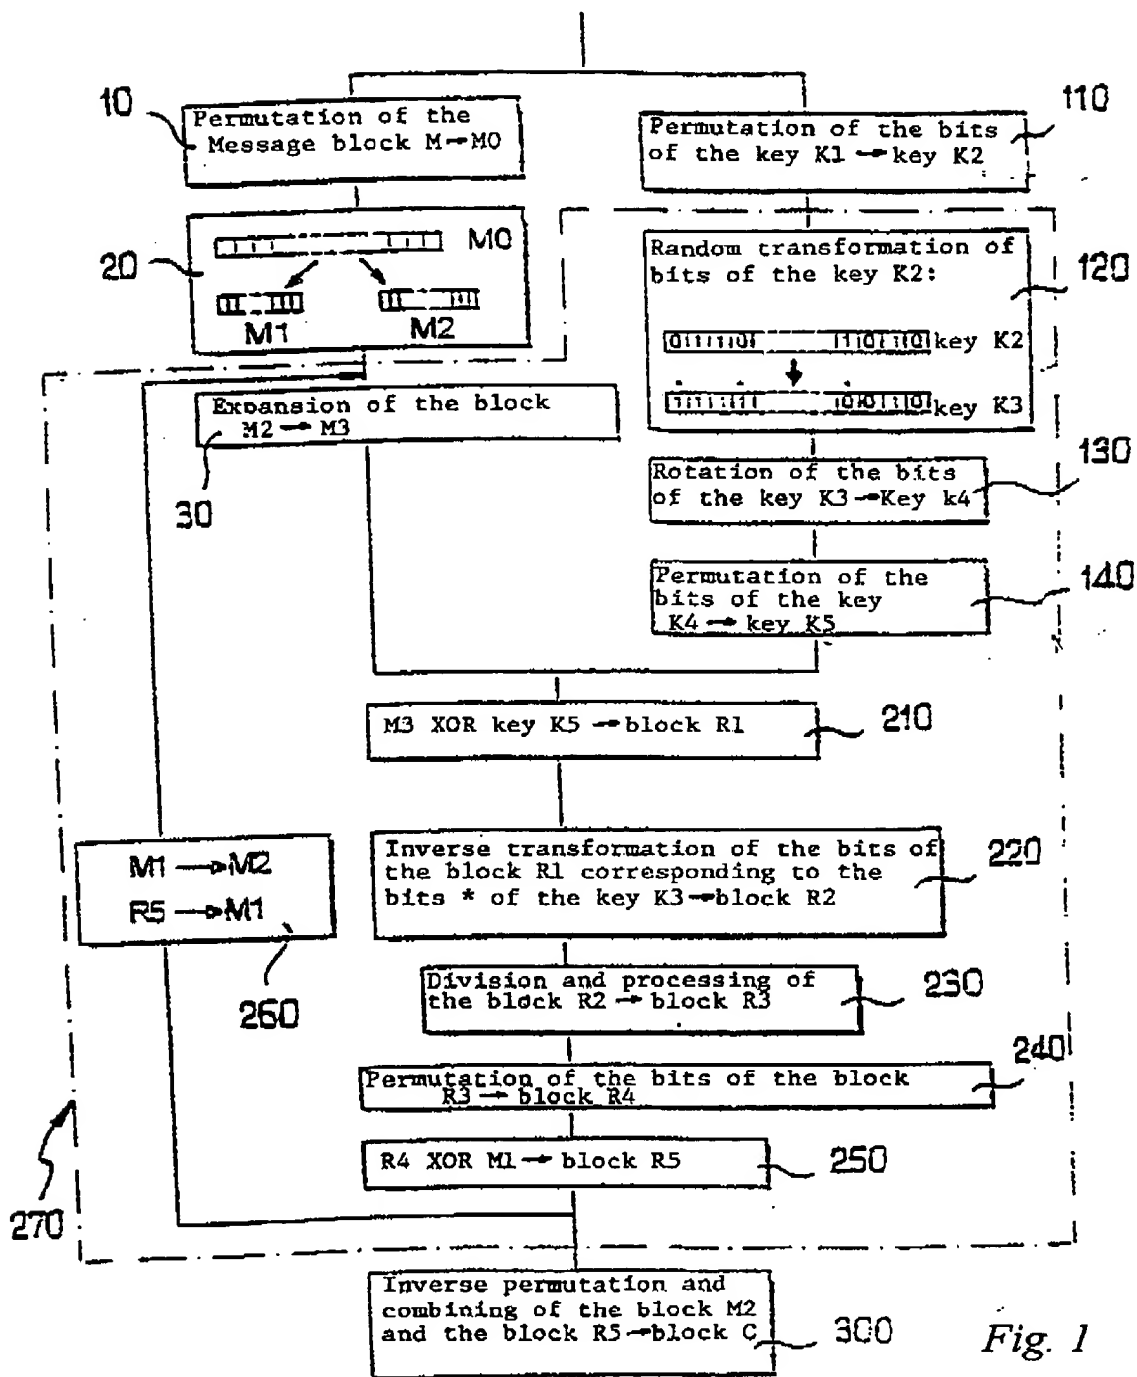 10
Permutation of the
Message block M→M0
110
Permutation of the bits
of the key K1 → key K2
20
M0
M1 M2
120
Random transformation of
bits of the key K2:
key K2
key K3
Expansion of the block
M2 → M3
30
130
Rotation of the bits
of the key K3→Key k4
140
Permutation of the
bits of the key
K4 → key K5
M3 XOR key K5 → block R1
210
M1 → M2
R5 → M1
260
Inverse transformation of the bits of
the block R1 corresponding to the
bits * of the key K3→block R2
220
Division and processing of
the block R2 → block R3
230
Permutation of the bits of the block
R3 → block R4
240
R4 XOR M1 → block R5
250
270
Inverse permutation and
combining of the block M2
and the block R5→block C
300
Fig. 1